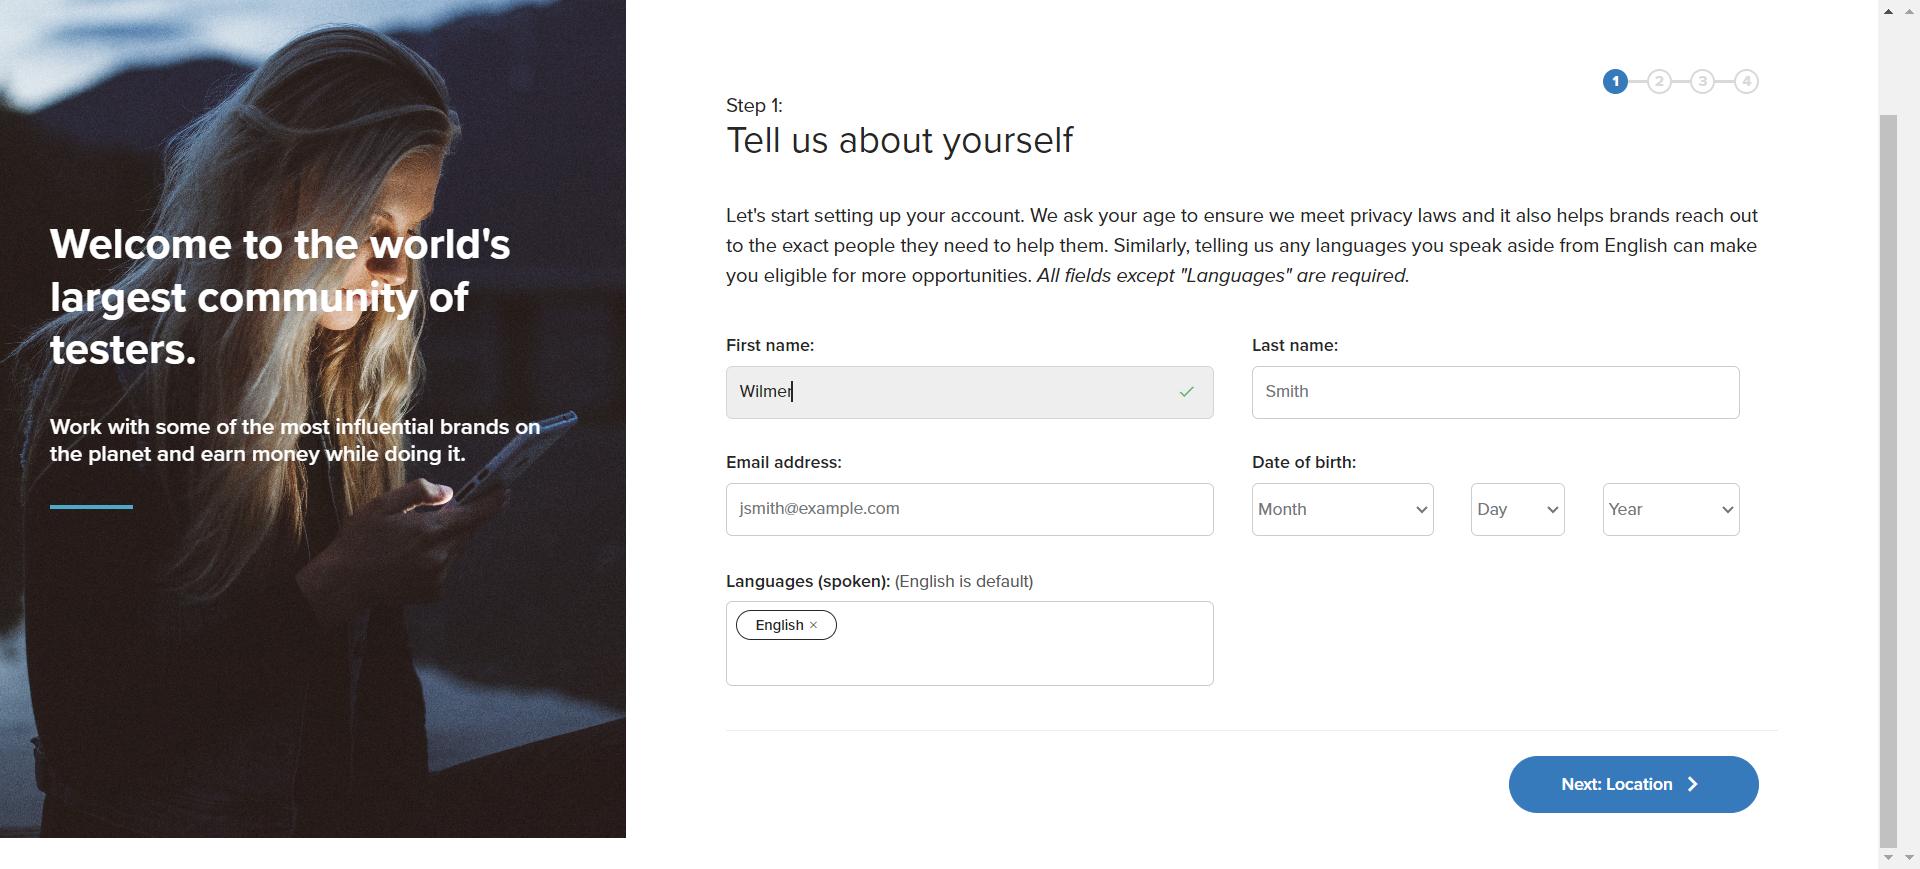 Welcome to the world's
largest community of
testers.
Work with some of the most influential brands on
the planet and earn money while doing it.
1 2 3 4
Step 1:
Tell us about yourself
Let's start setting up your account. We ask your age to ensure we meet privacy laws and it also helps brands reach out
to the exact people they need to help them. Similarly, telling us any languages you speak aside from English can make
you eligible for more opportunities. All fields except "Languages" are required.
First name:
Wilmer
Last name:
Smith
Email address:
jsmith@example.com
Date of birth:
Month Day Year
Languages (spoken): (English is default)
English ×
Next: Location